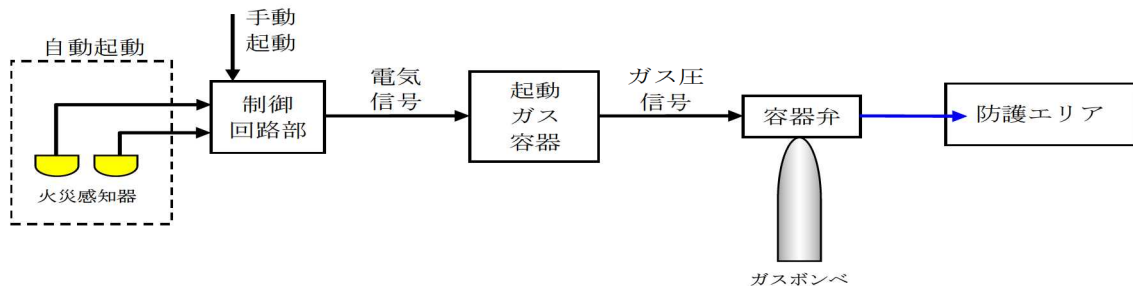 手動
起動
自動起動
制御
回路部
火災感知器
電気
信号
起動
ガス
容器
ガス圧
信号
容器弁
ガスボンベ
防護エリア